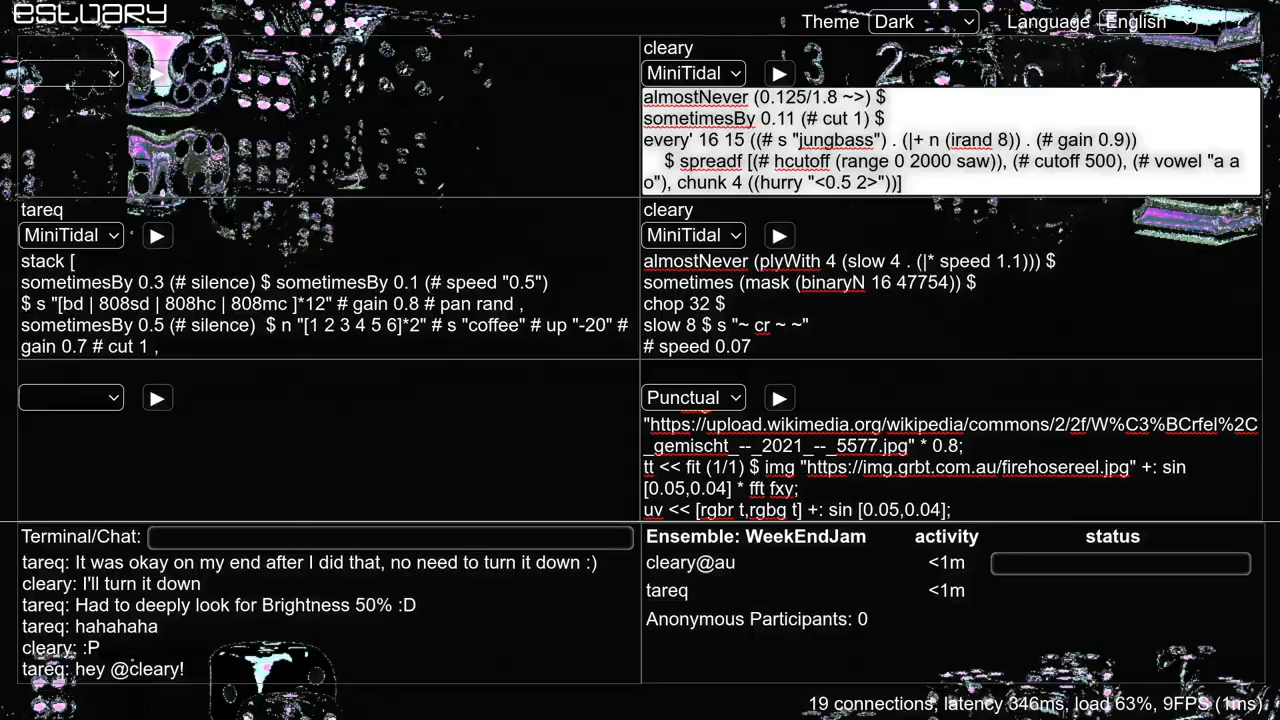 estuary
Theme Dark Language English ?
cleary
MiniTidal
almostNever (0.125/1.8 ~>) $
sometimesBy 0.11 (# cut 1) $
every' 16 15 ((# s "jungbass") . (|+ n (irand 8)) . (# gain 0.9))
$ spreadf [(# hcutoff (range 0 2000 saw)), (# cutoff 500), (# vowel "a a
o"), chunk 4 ((hurry "<0.5 2>"))]
tareq
MiniTidal
stack [
sometimesBy 0.3 (# silence) $ sometimesBy 0.1 (# speed "0.5")
$ s "[bd | 808sd | 808hc | 808mc ]*12" # gain 0.8 # pan rand ,
sometimesBy 0.5 (# silence)  $ n "[1 2 3 4 5 6]*2" # s "coffee" # up "-20" #
gain 0.7 # cut 1 ,
cleary
MiniTidal
almostNever (plyWith 4 (slow 4 . (|* speed 1.1))) $
sometimes (mask (binaryN 16 47754)) $
chop 32 $
slow 8 $ s "~ cr ~ ~"
# speed 0.07
Punctual
"https://upload.wikimedia.org/wikipedia/commons/2/2f/W%C3%BCrfel%2C
_gemischt_--_2021_--_5577.jpg" * 0.8;
tt << fit (1/1) $ img "https://img.grbt.com.au/firehosereel.jpg" +: sin
[0.05,0.04] * fft fxy;
uv << [rgbr t,rgbg t] +: sin [0.05,0.04];
Terminal/Chat:
tareq: It was okay on my end after I did that, no need to turn it down :)
cleary: I'll turn it down
tareq: Had to deeply look for Brightness 50% :D
tareq: hahahaha
cleary: :P
tareq: hey @cleary!
Ensemble: WeekEndJam activity status
cleary@au <1m
tareq <1m
Anonymous Participants: 0
19 connections, latency 346ms, load 63%, 9FPS (1ms)